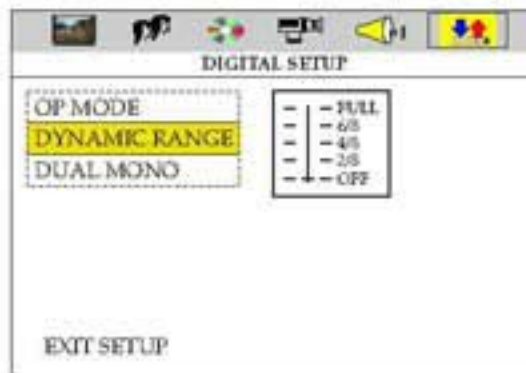 DIGITAL SETUP
OP MODE
DYNAMIC RANGE
DUAL MONO
FULL
6/8
4/8
2/8
OFF
EXIT SETUP